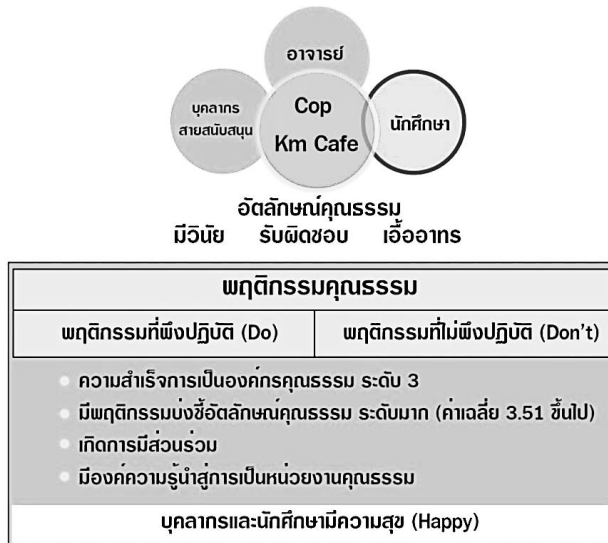 อาจารย์
บุคลากร
สายสนับสนุน
Cop
Km Cafe
นักศึกษา
อัตลักษณ์คุณธรรม
มีวินัย รับผิดชอบ เอื้ออาทร
พฤติกรรมคุณธรรม
พฤติกรรมที่พึงปฏิบัติ (Do) พฤติกรรมที่ไม่พึงปฏิบัติ (Don't)
ความสำเร็จการเป็นองค์กรคุณธรรม ระดับ 3
มีพฤติกรรมบ่งชี้อัตลักษณ์คุณธรรม ระดับมาก (ค่าเฉลี่ย 3.51 ขึ้นไป)
เกิดการมีส่วนร่วม
มีองค์ความรู้นำสู่การเป็นหน่วยงานคุณธรรม
บุคลากรและนักศึกษามีความสุข (Happy)